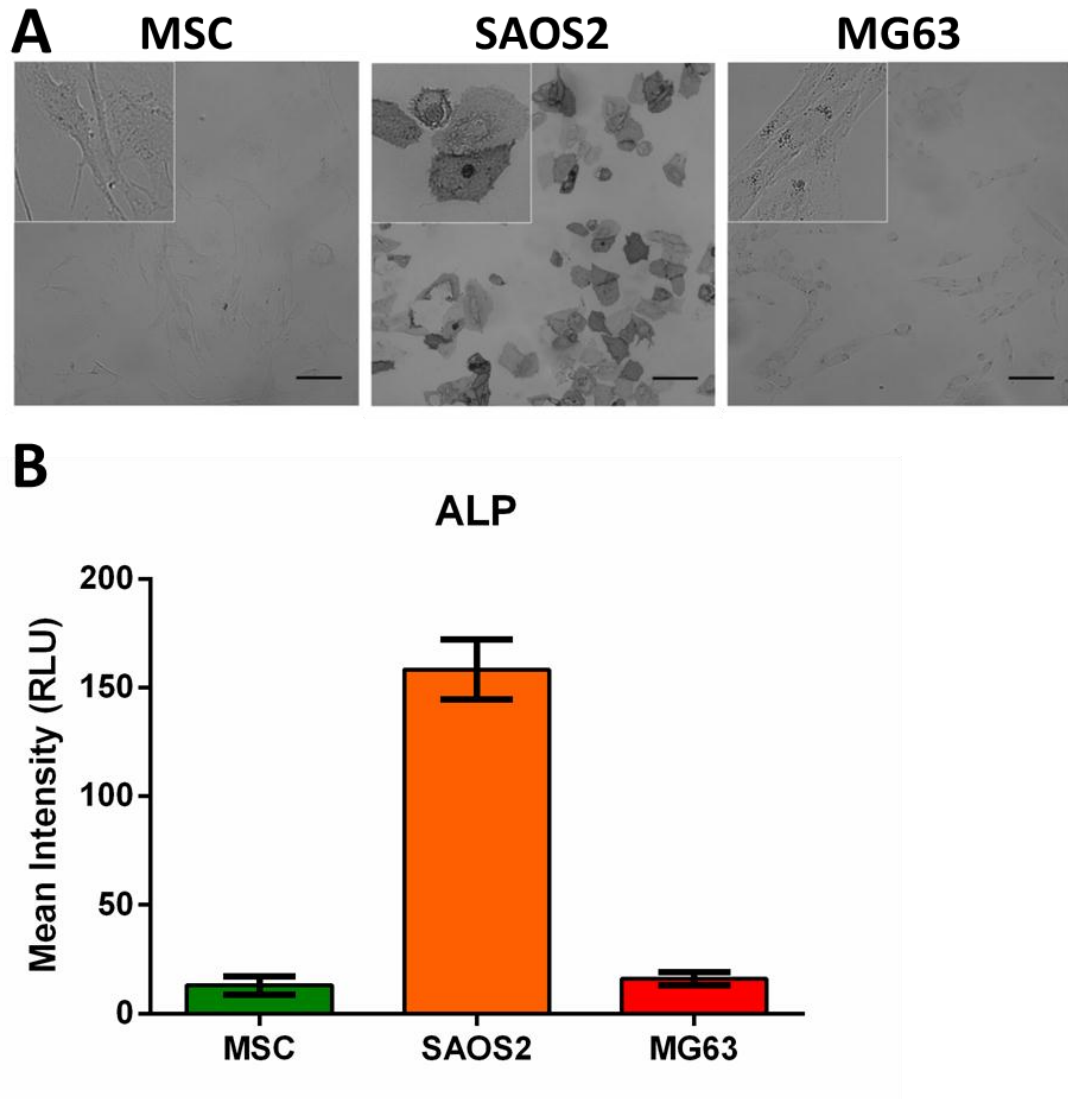 A
MSC
SAOS2
MG63
B
ALP
Mean Intensity (RLU)
200
150
100
50
0
MSC
SAOS2
MG63